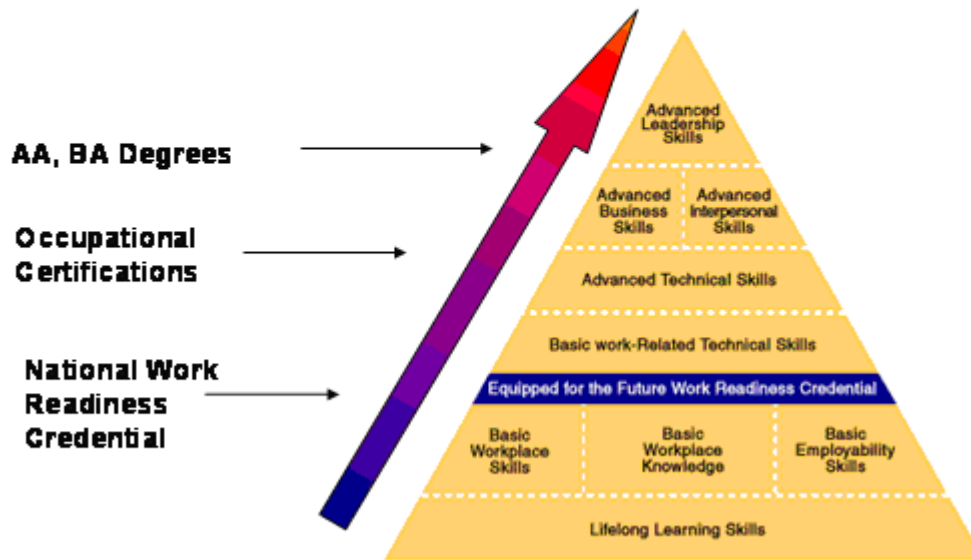 AA, BA Degrees
Occupational
Certifications
National Work
Readiness
Credential
Advanced
Leadership
Skills
Advanced
Business
Skills
Advanced
Interpersonal
Skills
Advanced Technical Skills
Basic work-Related Technical Skills
Equipped for the Future Work Readiness Credential
Basic
Workplace
Skills
Basic
Workplace
Knowledge
Basic
Employability
Skills
Lifelong Learning Skills